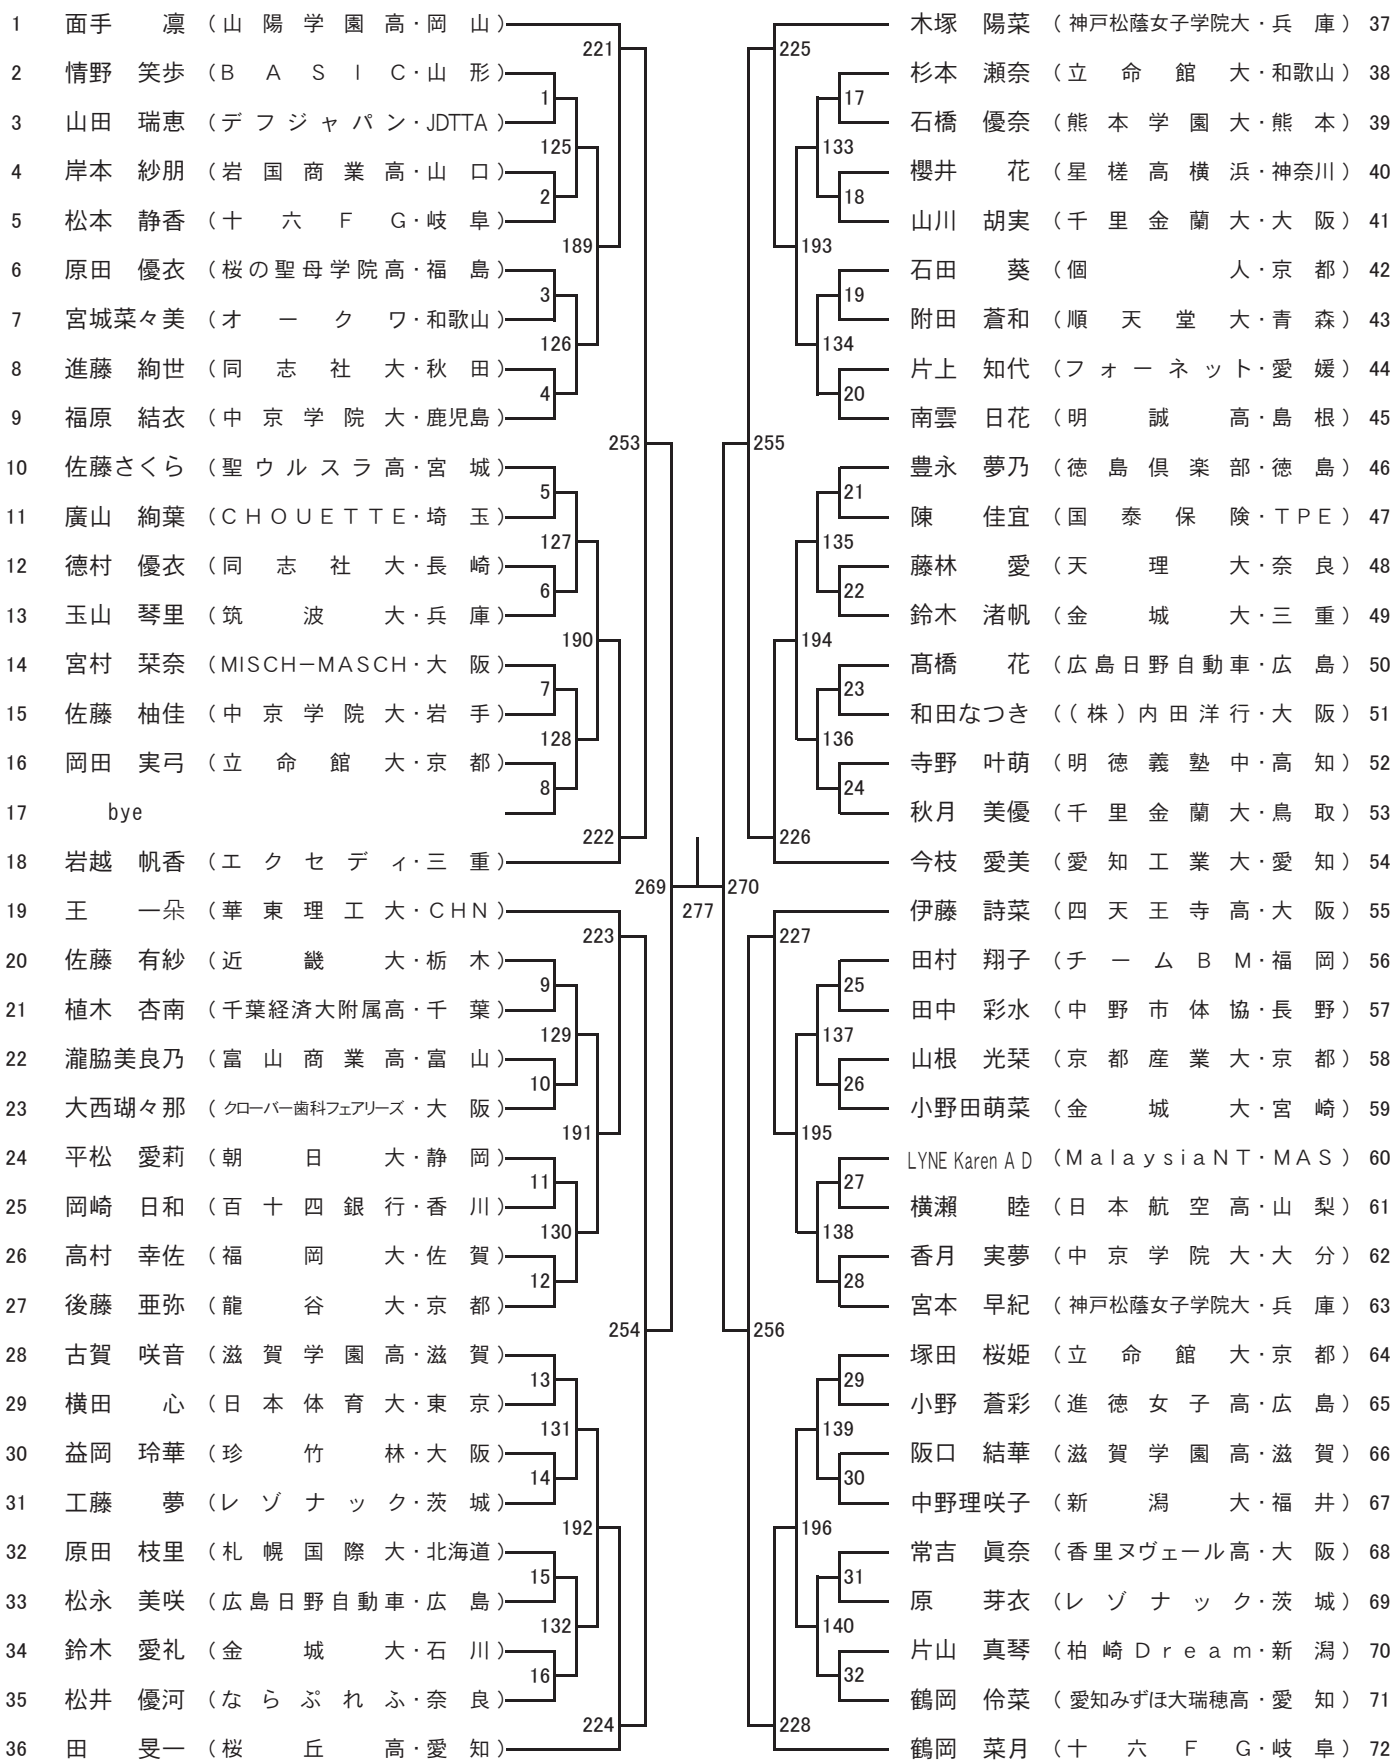 1 面手 凛 (山陽学園高・岡山)
2 情野 笑歩 (BASIC・山形)
3 山田 瑞恵 (デフジャパン・JDTTA)
4 岸本 紗朋 (岩国商業高・山口)
5 松本 静香 (十六FG・岐阜)
6 原田 優衣 (桜の聖母学院高・福島)
7 宮城菜々美 (オークワ・和歌山)
8 進藤 絢世 (同志社大・秋田)
9 福原 結衣 (中京学院大・鹿児島)
10 佐藤さくら (聖ウルスラ高・宮城)
11 廣山 絢葉 (CHOUETTE・埼玉)
12 德村 優衣 (同志社大・長崎)
13 玉山 琴里 (筑波大・兵庫)
14 宮村 栞奈 (MISCH−MASCH・大阪)
15 佐藤 柚佳 (中京学院大・岩手)
16 岡田 実弓 (立命館大・京都)
17 bye
18 岩越 帆香 (エクセディ・三重)
19 王 一朵 (華東理工大・CHN)
20 佐藤 有紗 (近畿大・栃木)
21 植木 杏南 (千葉経済大附属高・千葉)
22 瀧脇美良乃 (富山商業高・富山)
23 大西瑚々那 (クローバー歯科フェアリーズ・大阪)
24 平松 愛莉 (朝日大・静岡)
25 岡崎 日和 (百十四銀行・香川)
26 高村 幸佐 (福岡大・佐賀)
27 後藤 亜弥 (龍谷大・京都)
28 古賀 咲音 (滋賀学園高・滋賀)
29 横田 心 (日本体育大・東京)
30 益岡 玲華 (珍竹林・大阪)
31 工藤 夢 (レゾナック・茨城)
32 原田 枝里 (札幌国際大・北海道)
33 松永 美咲 (広島日野自動車・広島)
34 鈴木 愛礼 (金城大・石川)
35 松井 優河 (ならぷれふ・奈良)
36 田 旻一 (桜丘高・愛知)
221
1
125
2
189
3
126
4
253
5
127
6
190
7
128
8
222
269
277
270
223
9
129
10
191
11
130
12
254
13
131
14
192
15
132
16
224
225
17
133
18
193
19
134
20
255
21
135
22
194
23
136
24
226
227
25
137
26
195
27
138
28
256
29
139
30
196
31
140
32
228
木塚 陽菜 (神戸松蔭女子学院大・兵庫) 37
杉本 瀬奈 (立命館大・和歌山) 38
石橋 優奈 (熊本学園大・熊本) 39
櫻井 花 (星槎高横浜・神奈川) 40
山川 胡実 (千里金蘭大・大阪) 41
石田 葵 (個人・京都) 42
附田 蒼和 (順天堂大・青森) 43
片上 知代 (フォーネット・愛媛) 44
南雲 日花 (明誠高・島根) 45
豊永 夢乃 (徳島倶楽部・徳島) 46
陳 佳宜 (国泰保険・TPE) 47
藤林 愛 (天理大・奈良) 48
鈴木 渚帆 (金城大・三重) 49
髙橋 花 (広島日野自動車・広島) 50
和田なつき ((株)内田洋行・大阪) 51
寺野 叶萌 (明徳義塾中・高知) 52
秋月 美優 (千里金蘭大・鳥取) 53
今枝 愛美 (愛知工業大・愛知) 54
伊藤 詩菜 (四天王寺高・大阪) 55
田村 翔子 (チームBM・福岡) 56
田中 彩水 (中野市体協・長野) 57
山根 光栞 (京都産業大・京都) 58
小野田萌菜 (金城大・宮崎) 59
LYNE Karen A D (MalaysiaNT・MAS) 60
横瀬 睦 (日本航空高・山梨) 61
香月 実夢 (中京学院大・大分) 62
宮本 早紀 (神戸松蔭女子学院大・兵庫) 63
塚田 桜姫 (立命館大・京都) 64
小野 蒼彩 (進徳女子高・広島) 65
阪口 結華 (滋賀学園高・滋賀) 66
中野理咲子 (新潟大・福井) 67
常吉 眞奈 (香里ヌヴェール高・大阪) 68
原 芽衣 (レゾナック・茨城) 69
片山 真琴 (柏崎Dream・新潟) 70
鶴岡 伶菜 (愛知みずほ大瑞穂高・愛知) 71
鶴岡 菜月 (十六FG・岐阜) 72